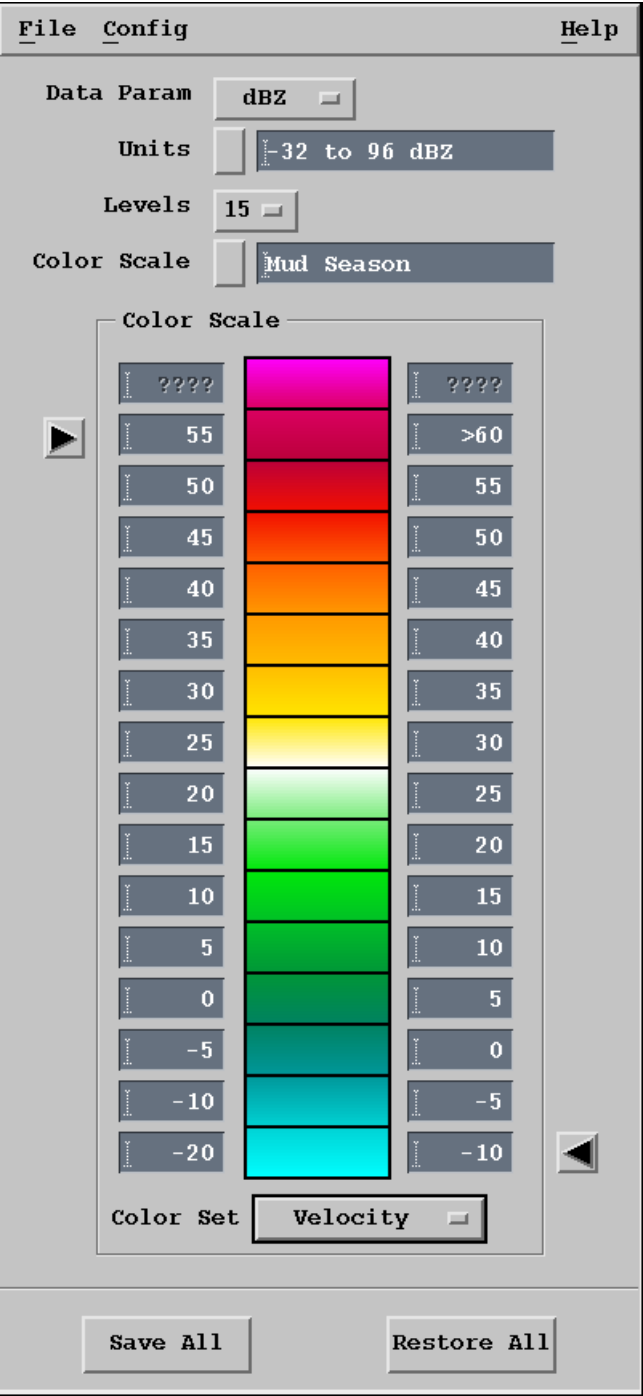 File Config Help
Data Param dBZ
Units -32 to 96 dBZ
Levels 15
Color Scale Mud Season
Color Scale
???? ????
55 >60
50 55
45 50
40 45
35 40
30 35
25 30
20 25
15 20
10 15
5 10
0 5
-5 0
-10 -5
-20 -10
Color Set Velocity
Save All Restore All